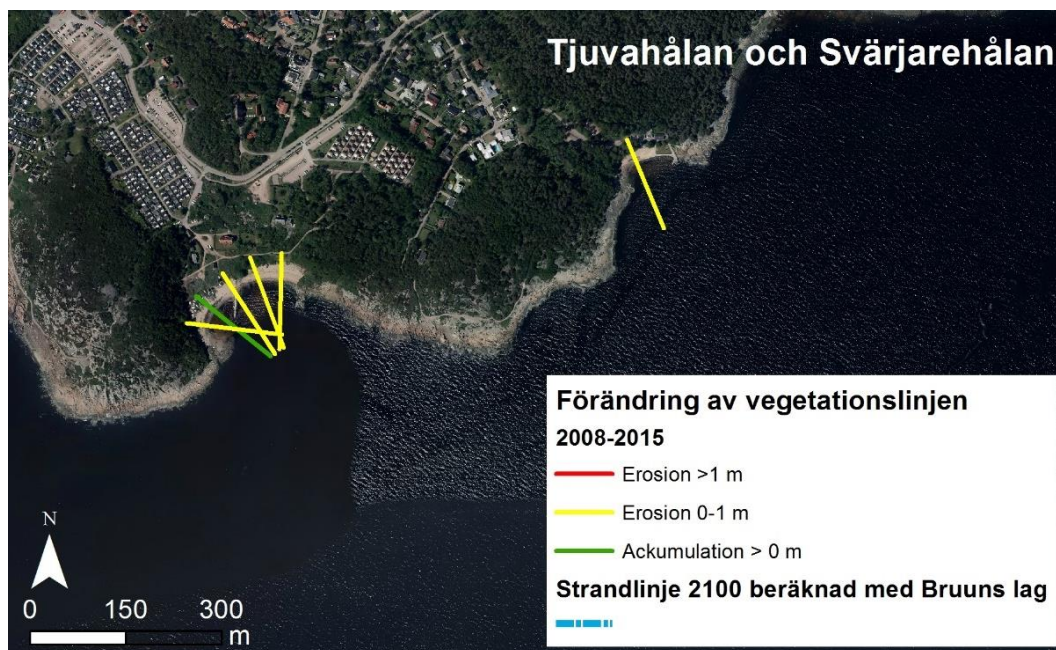 Tjuvahålan och Svärjarehålan
Förändring av vegetationslinjen
2008-2015
Erosion >1 m
Erosion 0-1 m
Ackumulation > 0 m
Strandlinje 2100 beräknad med Bruuns lag
N
0 150 300
m